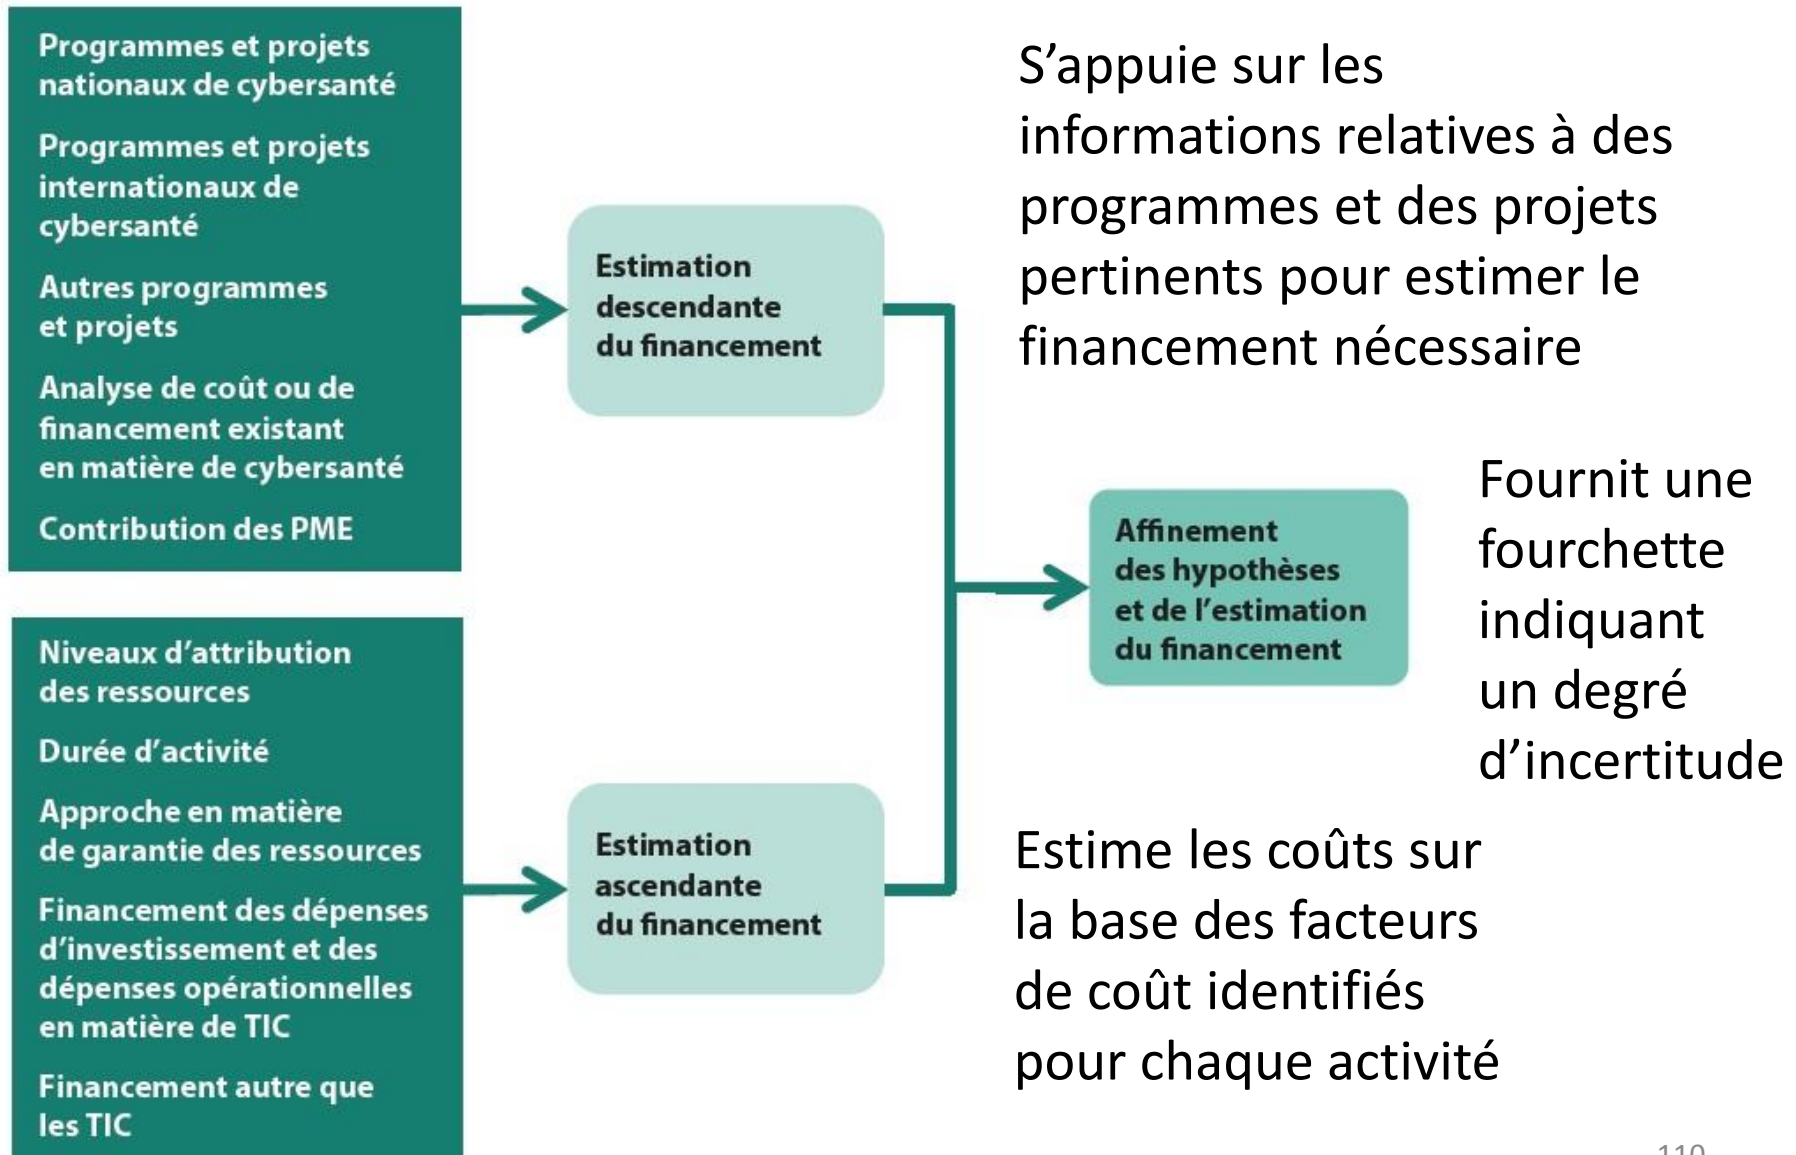 Programmes et projets
nationaux de cybersanté
Programmes et projets
internationaux de
cybersanté
Autres programmes
et projets
Analyse de coût ou de
financement existant
en matière de cybersanté
Contribution des PME
Estimation
descendante
du financement
S’appuie sur les
informations relatives à des
programmes et des projets
pertinents pour estimer le
financement nécessaire
Affinement
des hypothèses
et de l’estimation
du financement
Fournit une
fourchette
indiquant
un degré
d’incertitude
Niveaux d’attribution
des ressources
Durée d’activité
Approche en matière
de garantie des ressources
Financement des dépenses
d’investissement et des
dépenses opérationnelles
en matière de TIC
Financement autre que
les TIC
Estimation
ascendante
du financement
Estime les coûts sur
la base des facteurs
de coût identifiés
pour chaque activité
110